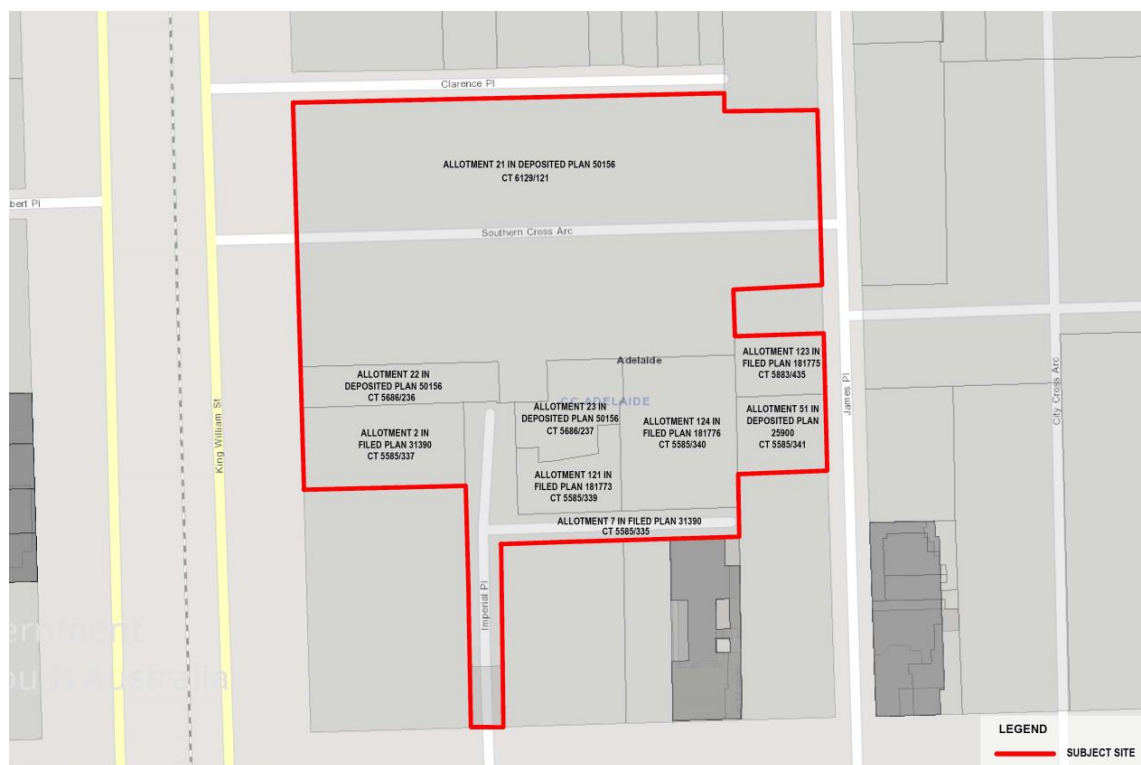 Clarence Pl
ALLOTMENT 21 IN DEPOSITED PLAN 50156
CT 6129/121
bert Pl
Southern Cross Arc
Adelaide
ALLOTMENT 123 IN
FILED PLAN 181775
CT 5883/435
ALLOTMENT 22 IN
DEPOSITED PLAN 50156
CT 5686/236
CC ADELAIDE
ALLOTMENT 23 IN
DEPOSITED PLAN 50156
CT 5686/237
ALLOTMENT 124 IN
FILED PLAN 181776
CT 5585/340
ALLOTMENT 51 IN
DEPOSITED PLAN
25900
CT 5585/341
James Pl
City Cross Arc
King William St
ALLOTMENT 2 IN
FILED PLAN 31390
CT 5585/337
ALLOTMENT 121 IN
FILED PLAN 181773
CT 5585/339
ALLOTMENT 7 IN FILED PLAN 31390
CT 5585/335
Imperial Pl
ernment
outh Australia
LEGEND
SUBJECT SITE